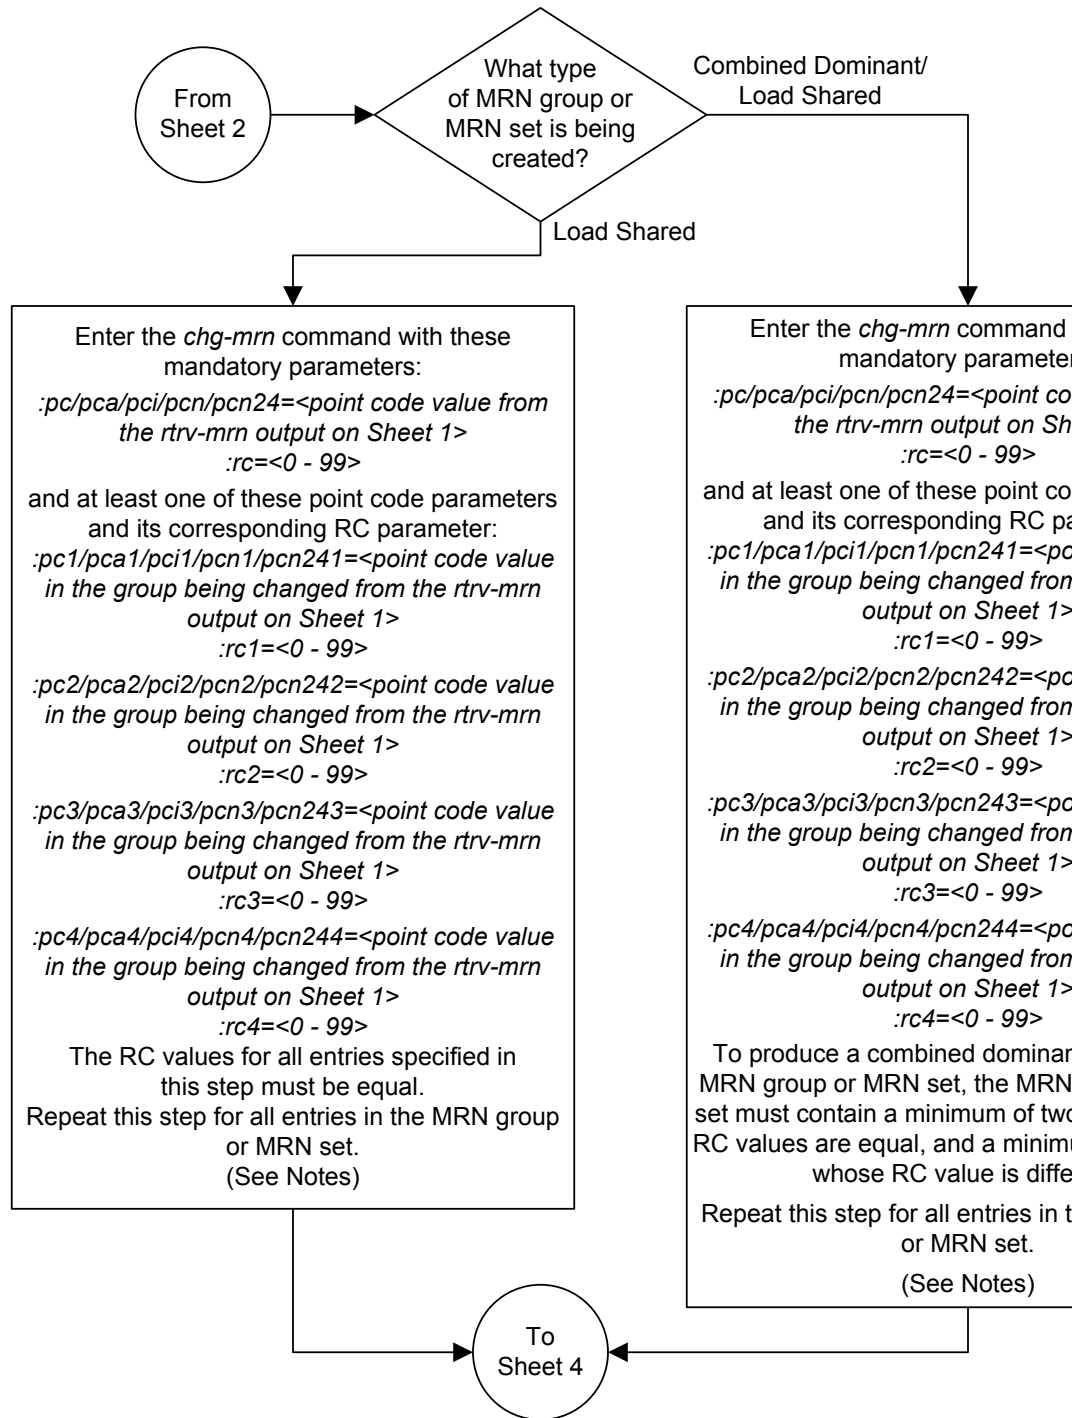 From
Sheet 2
What type
of MRN group or
MRN set is being
created?
Combined Dominant/
Load Shared
Load Shared
Enter the chg-mrn command with these
mandatory parameters:
:pc/pca/pci/pcn/pcn24=<point code value from
the rtrv-mrn output on Sheet 1>
:rc=<0 - 99>
and at least one of these point code parameters
and its corresponding RC parameter:
:pc1/pca1/pci1/pcn1/pcn241=<point code value
in the group being changed from the rtrv-mrn
output on Sheet 1>
:rc1=<0 - 99>
:pc2/pca2/pci2/pcn2/pcn242=<point code value
in the group being changed from the rtrv-mrn
output on Sheet 1>
:rc2=<0 - 99>
:pc3/pca3/pci3/pcn3/pcn243=<point code value
in the group being changed from the rtrv-mrn
output on Sheet 1>
:rc3=<0 - 99>
:pc4/pca4/pci4/pcn4/pcn244=<point code value
in the group being changed from the rtrv-mrn
output on Sheet 1>
:rc4=<0 - 99>
The RC values for all entries specified in
this step must be equal.
Repeat this step for all entries in the MRN group
or MRN set.
(See Notes)
Enter the chg-mrn command
mandatory
:pc/pca/pci/pcn/pcn24=<point
the rtrv-mrn output on
:rc=<0 - 99>
and at least one of these point
and its corresponding RC
:pc1/pca1/pci1/pcn1/pcn241=
in the group being changed
output on Sheet 1>
:rc1=<0 - 99>
:pc2/pca2/pci2/pcn2/pcn242=
in the group being changed
output on Sheet 1>
:rc2=<0 - 99>
:pc3/pca3/pci3/pcn3/pcn243=
in the group being changed
output on Sheet 1>
:rc3=<0 - 99>
:pc4/pca4/pci4/pcn4/pcn244=
in the group being changed
output on Sheet 1>
:rc4=<0 - 99>
To produce a combined
MRN group or MRN set, the MRN
set must contain a minimum of
RC values are equal, and a
whose RC value is
Repeat this step for all entries in
or MRN set.
(See Notes)
To
Sheet 4